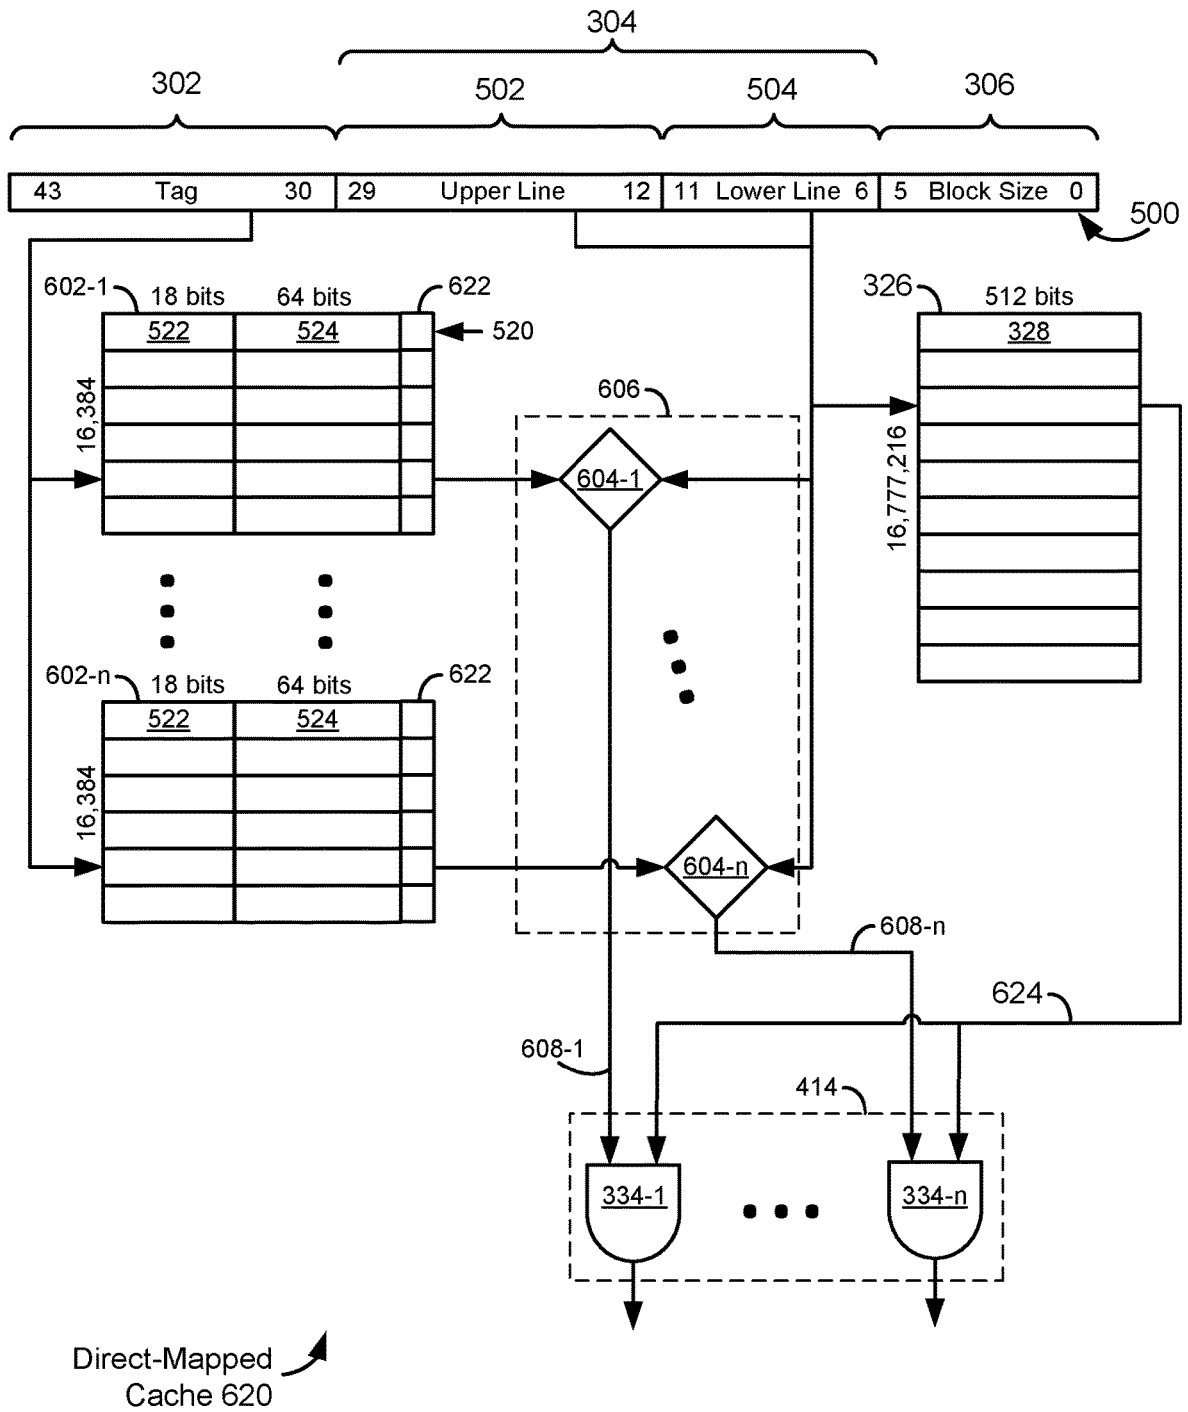 304
302
502
504
306
43 Tag 30 29 Upper Line 12 11 Lower Line 6 5 Block Size 0
500
602-1 18 bits 64 bits 622
522 524
520
16,384
326 512 bits
328
16,777,216
606
604-1
602-n 18 bits 64 bits 622
522 524
16,384
604-n
608-n
624
608-1
414
334-1
334-n
Direct-Mapped
Cache 620